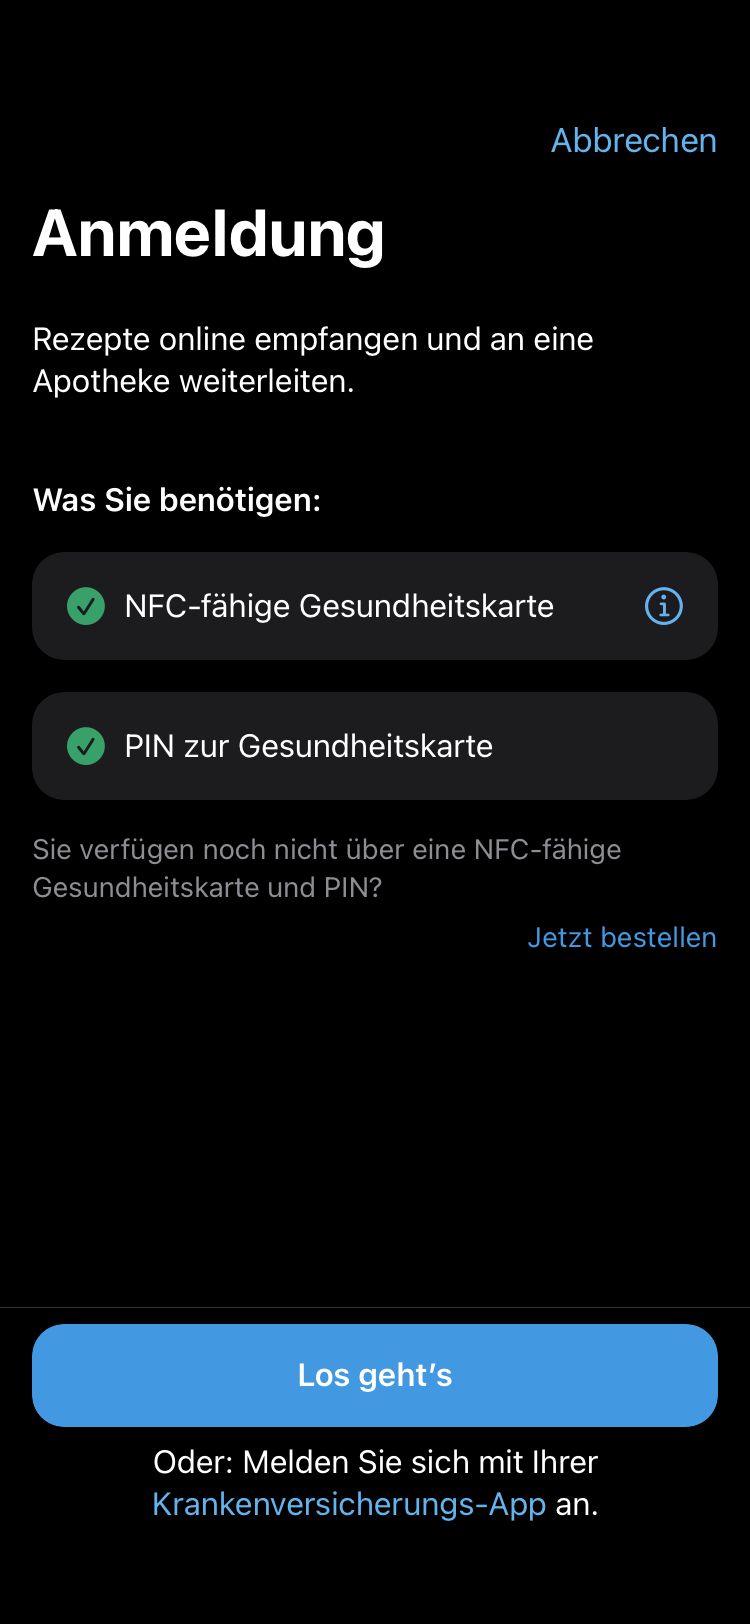 Abbrechen
Anmeldung
Rezepte online empfangen und an eine
Apotheke weiterleiten.
Was Sie benötigen:
NFC-fähige Gesundheitskarte
PIN zur Gesundheitskarte
Sie verfügen noch nicht über eine NFC-fähige
Gesundheitskarte und PIN?
Jetzt bestellen
Los geht’s
Oder: Melden Sie sich mit Ihrer
Krankenversicherungs-App an.